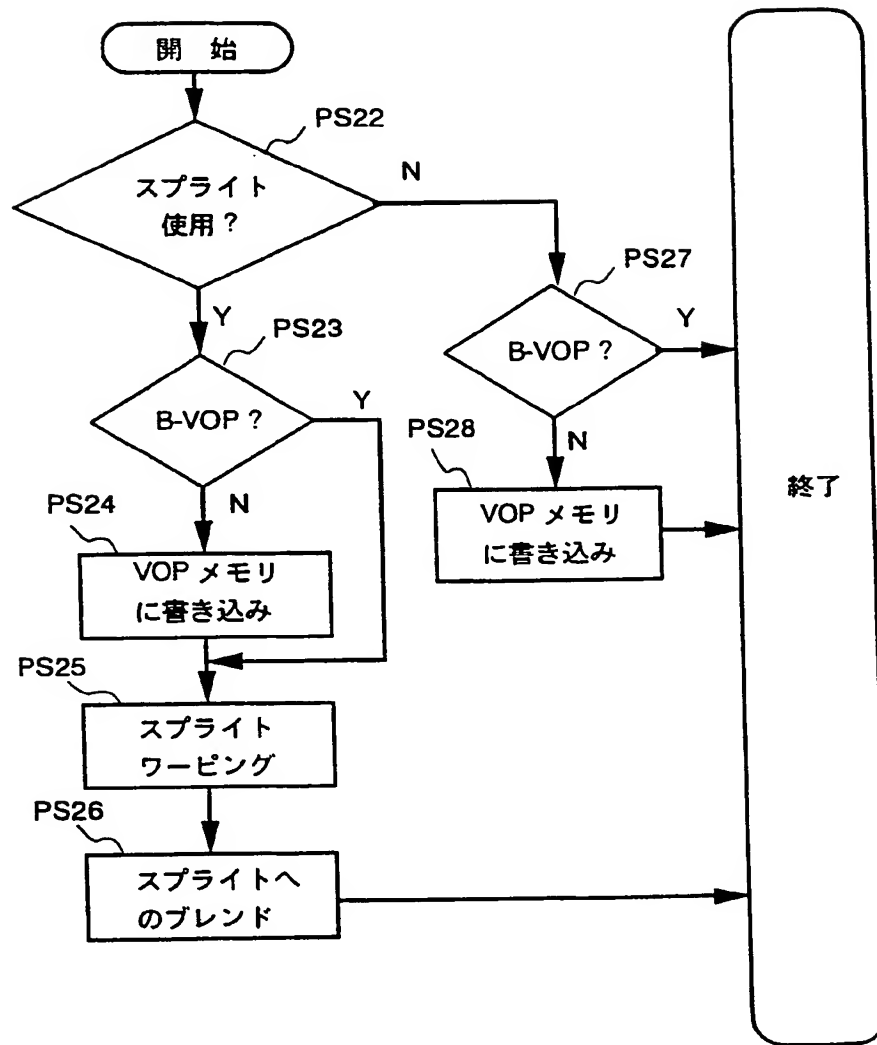 開 始
PS22
スプライト
使用？
N
Y
PS27
B-VOP？
Y
N
PS23
B-VOP？
Y
N
PS28
VOP メモリ
に書き込み
終了
PS24
VOP メモリ
に書き込み
PS25
スプライト
ワーピング
PS26
スプライトへ
のブレンド